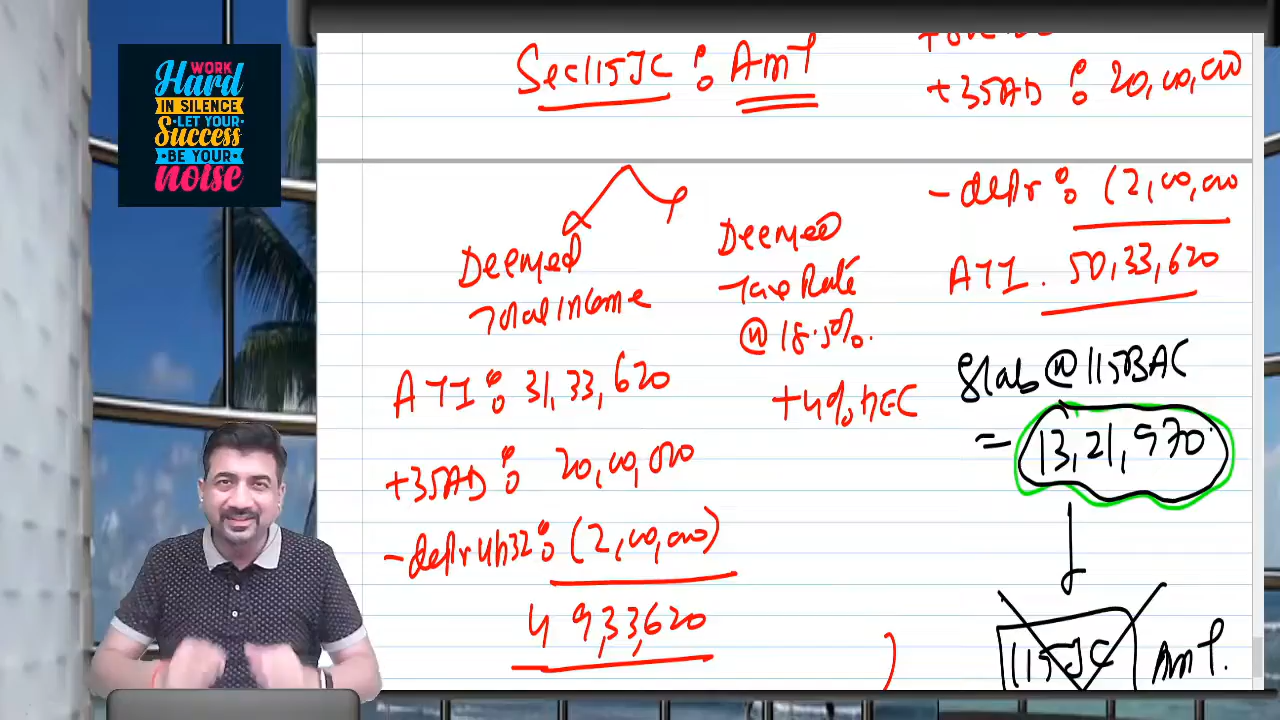 WORK
Hard
IN SILENCE
LET YOUR
Success
BE YOUR
noise
Sec115JC : AMT
Deemed
Total Income
ATI : 31,33,620
+35AD : 20,00,000
-depr u/s 32 : (2,00,000)
49,33,620
Deemed
Tax Rate
@ 18.5%.
+4% HEC
+35AD : 20,00,000
-depr : (2,00,000
ATI . 50,33,620
Slab @ 115BAC
= 13,21,970
115JC AMT.